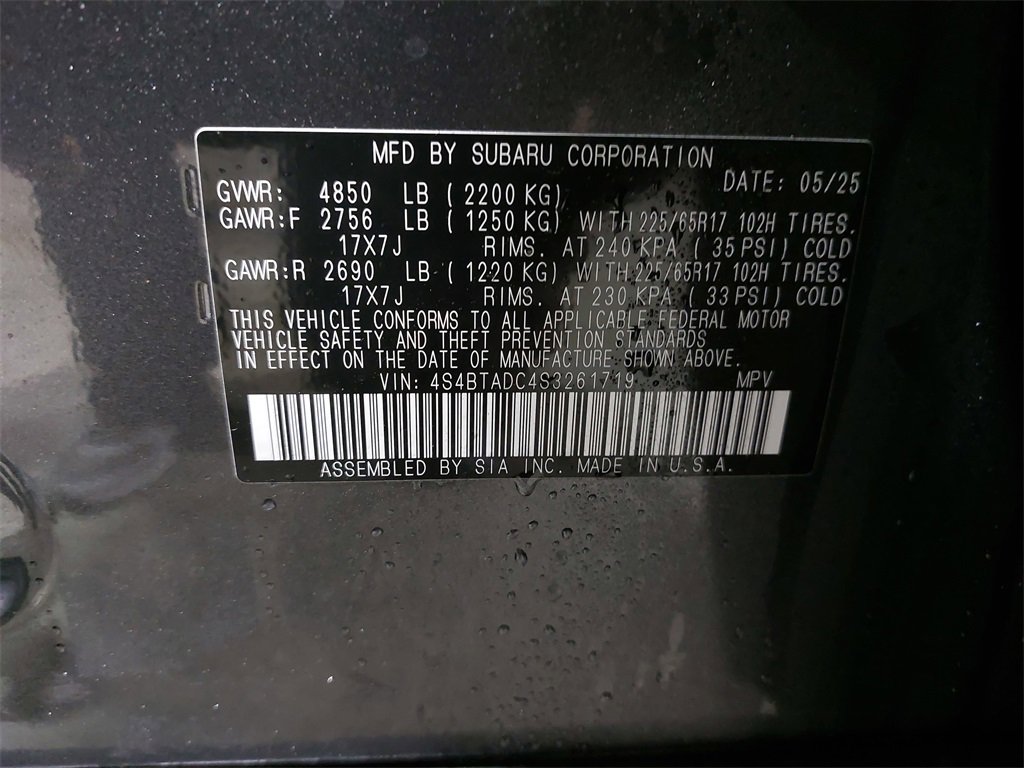 MFD BY SUBARU CORPORATION
DATE: 05/25
GVWR: 4850 LB (2200 KG)
GAWR:F 2756 LB (1250 KG) WITH 225/65R17 102H TIRES.
17X7J RIMS. AT 240 KPA (35 PSI) COLD
GAWR:R 2690 LB (1220 KG) WITH 225/65R17 102H TIRES.
17X7J RIMS. AT 230 KPA (33 PSI) COLD
THIS VEHICLE CONFORMS TO ALL APPLICABLE FEDERAL MOTOR
VEHICLE SAFETY AND THEFT PREVENTION STANDARDS
IN EFFECT ON THE DATE OF MANUFACTURE SHOWN ABOVE.
VIN: 4S4BTADC4S3261719 MPV
ASSEMBLED BY SIA INC. MADE IN U.S.A.